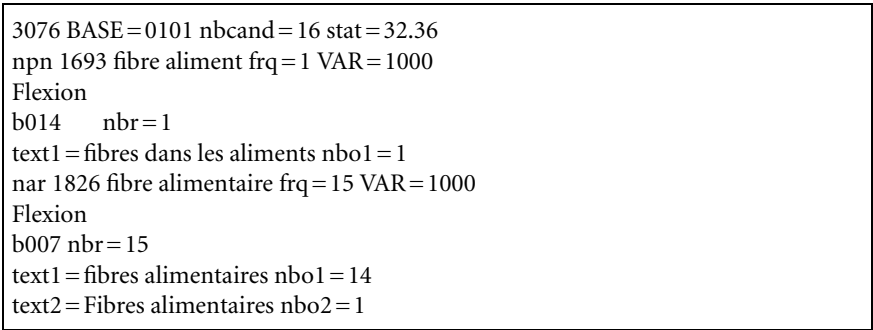 3076 BASE=0101 nbcand=16 stat=32.36
npn 1693 fibre aliment frq=1 VAR=1000
Flexion
b014 nbr=1
text1=fibres dans les aliments nbo1=1
nar 1826 fibre alimentaire frq=15 VAR=1000
Flexion
b007 nbr=15
text1=fibres alimentaires nbo1=14
text2=Fibres alimentaires nbo2=1